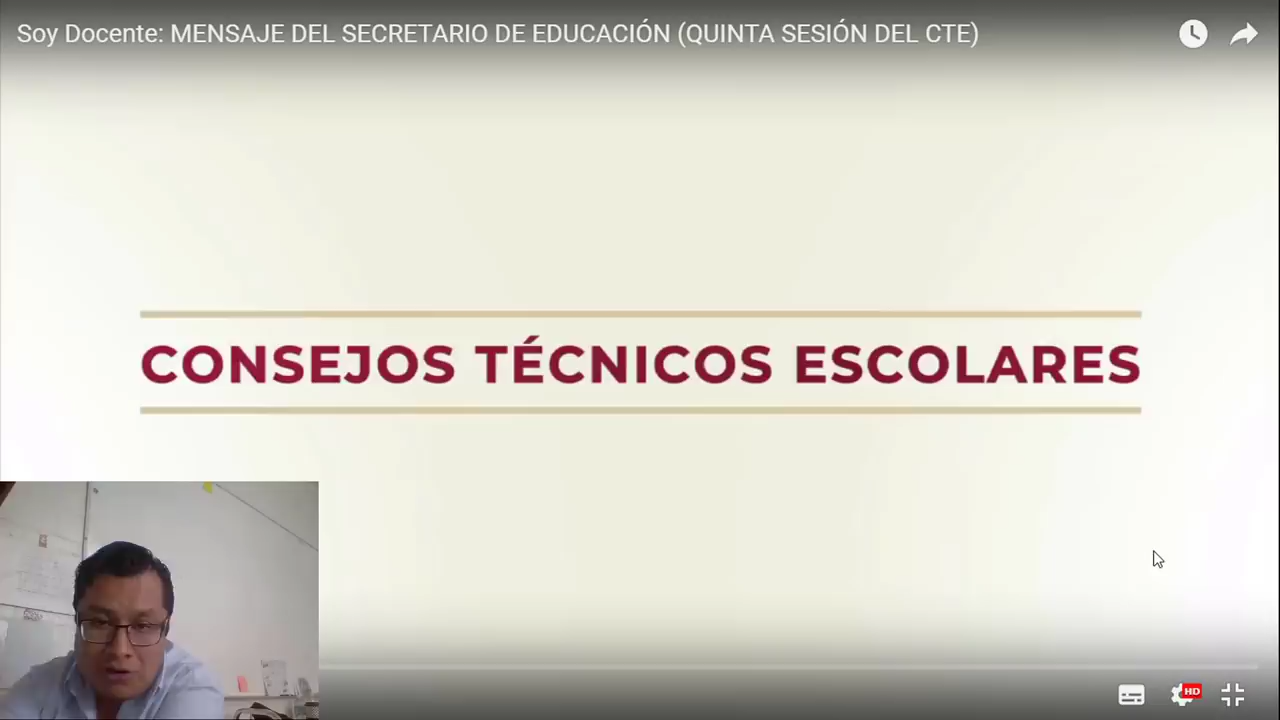 Soy Docente: MENSAJE DEL SECRETARIO DE EDUCACIÓN (QUINTA SESIÓN DEL CTE)
CONSEJOS TÉCNICOS ESCOLARES
HD